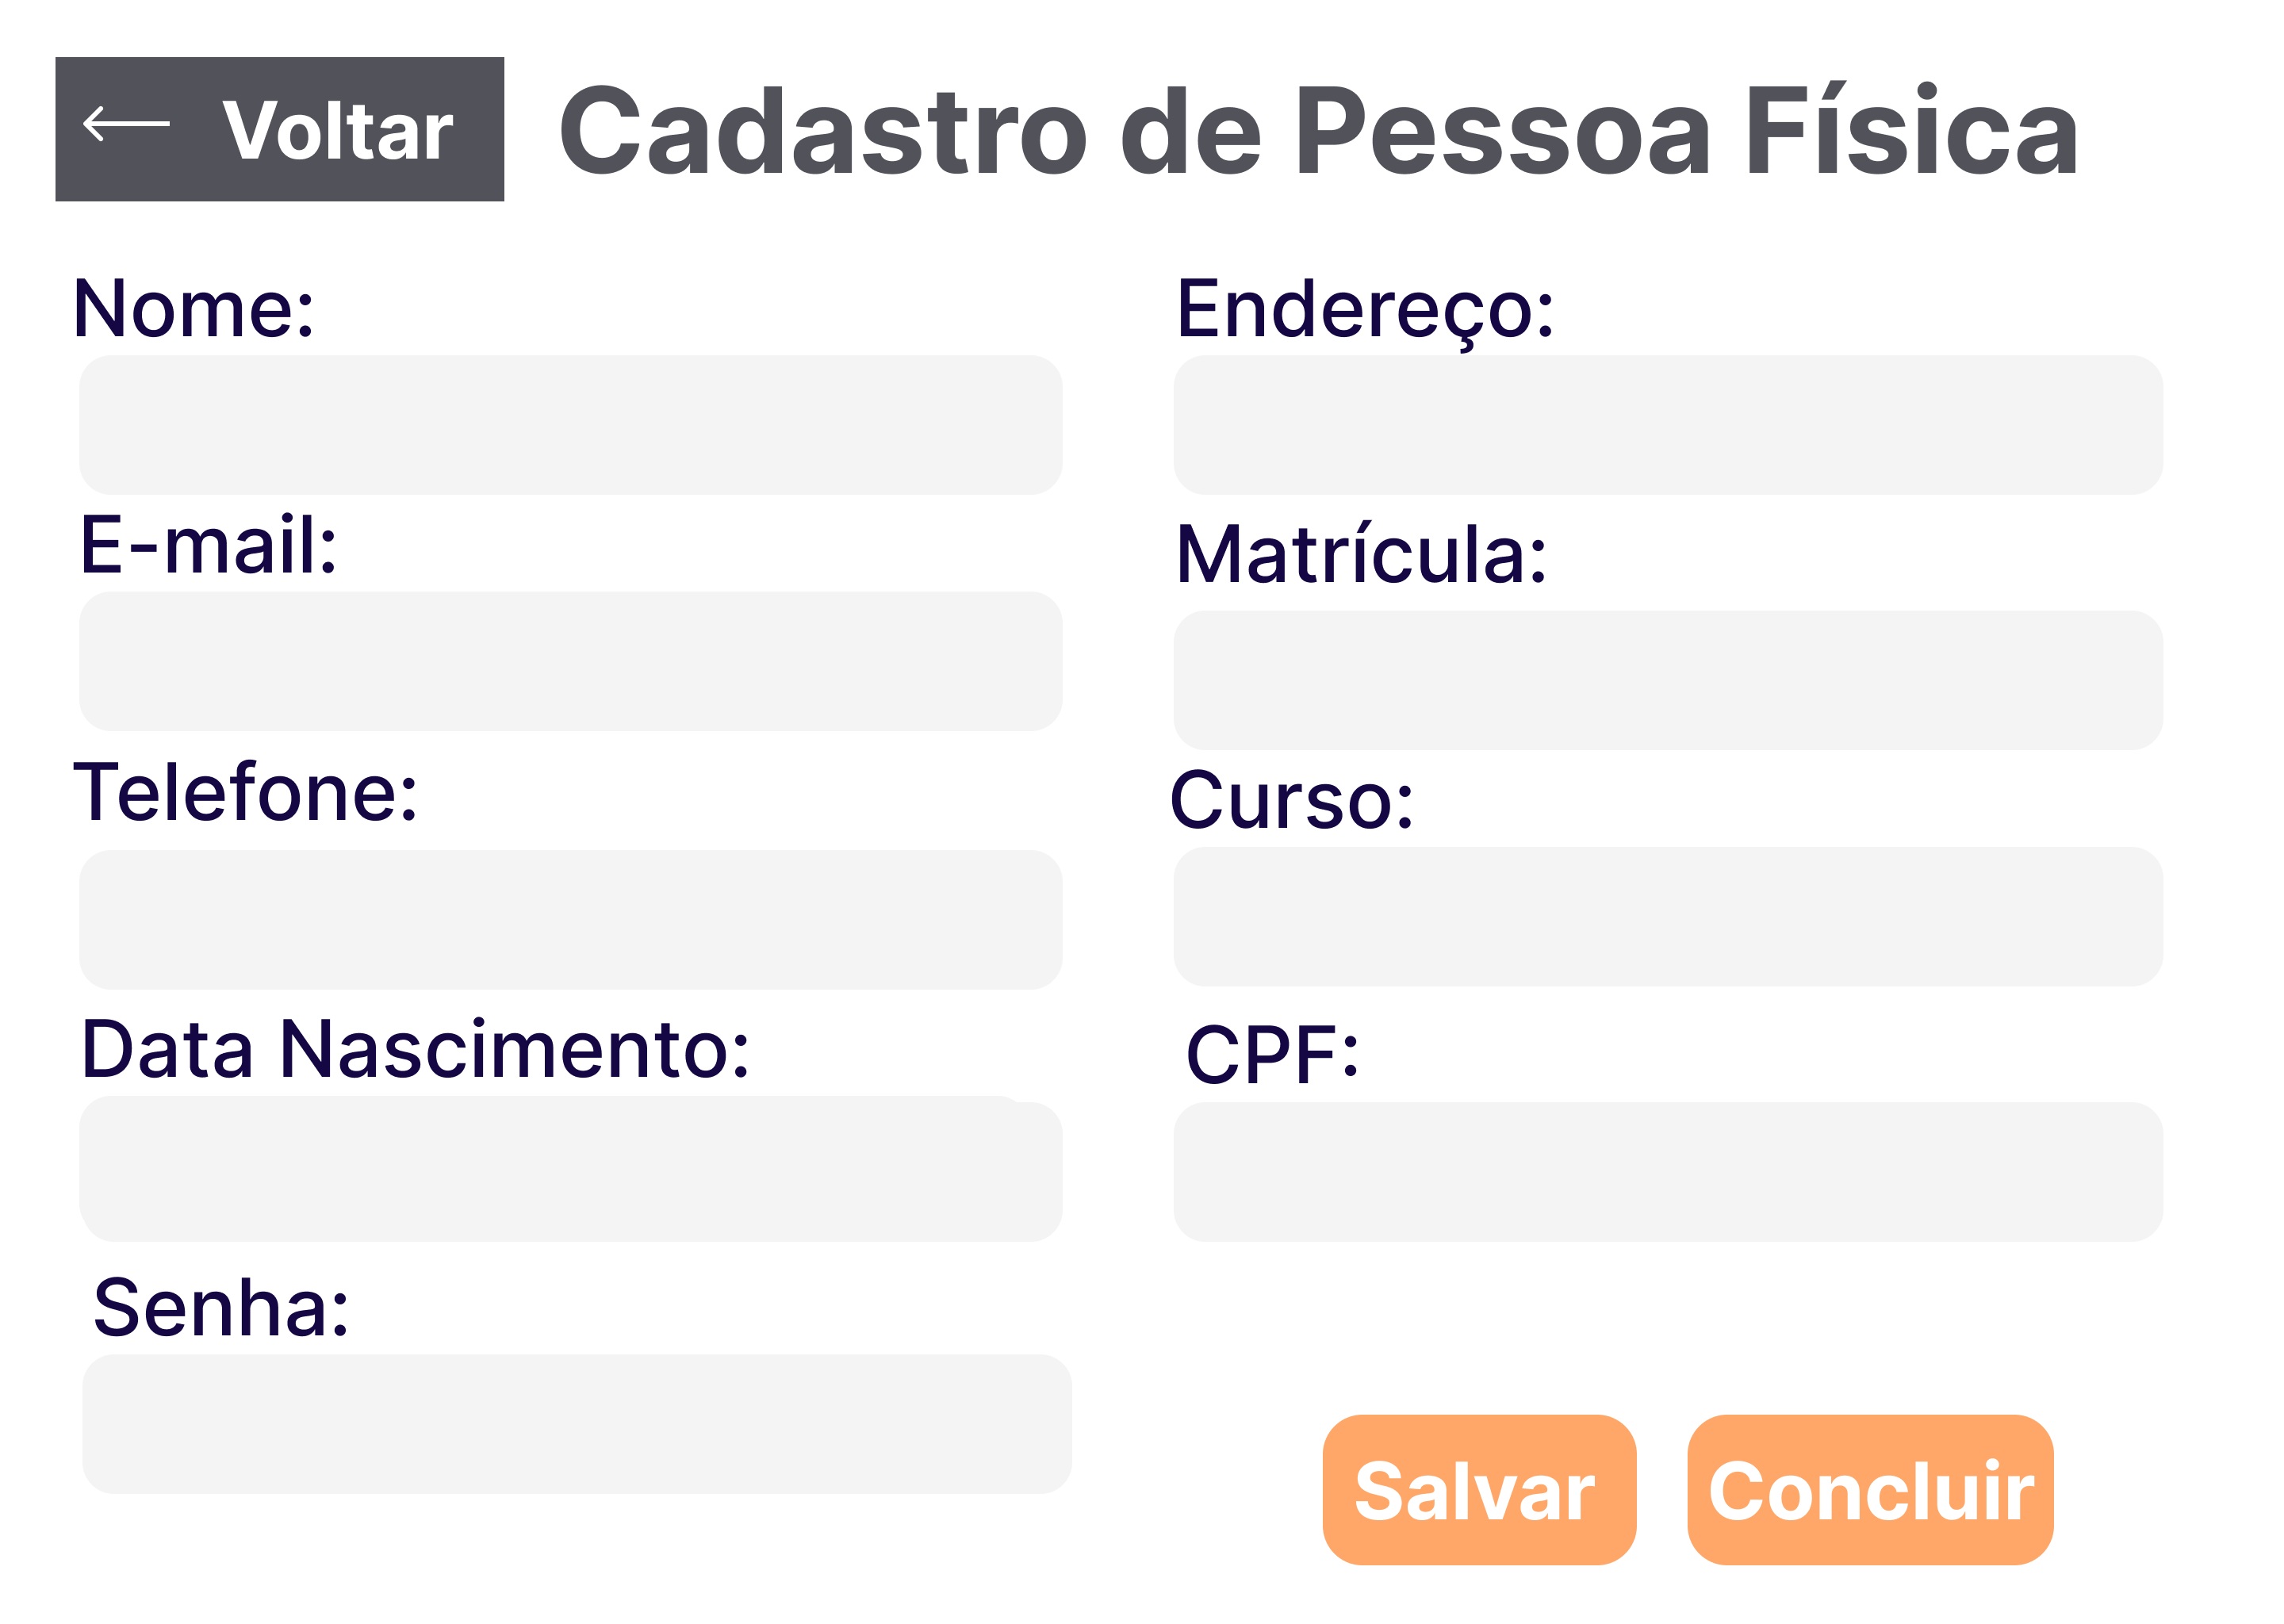 Voltar
Cadastro de Pessoa Física
Nome:
Endereço:
E-mail:
Matrícula:
Telefone:
Curso:
Data Nascimento:
CPF:
Senha:
Salvar
Concluir